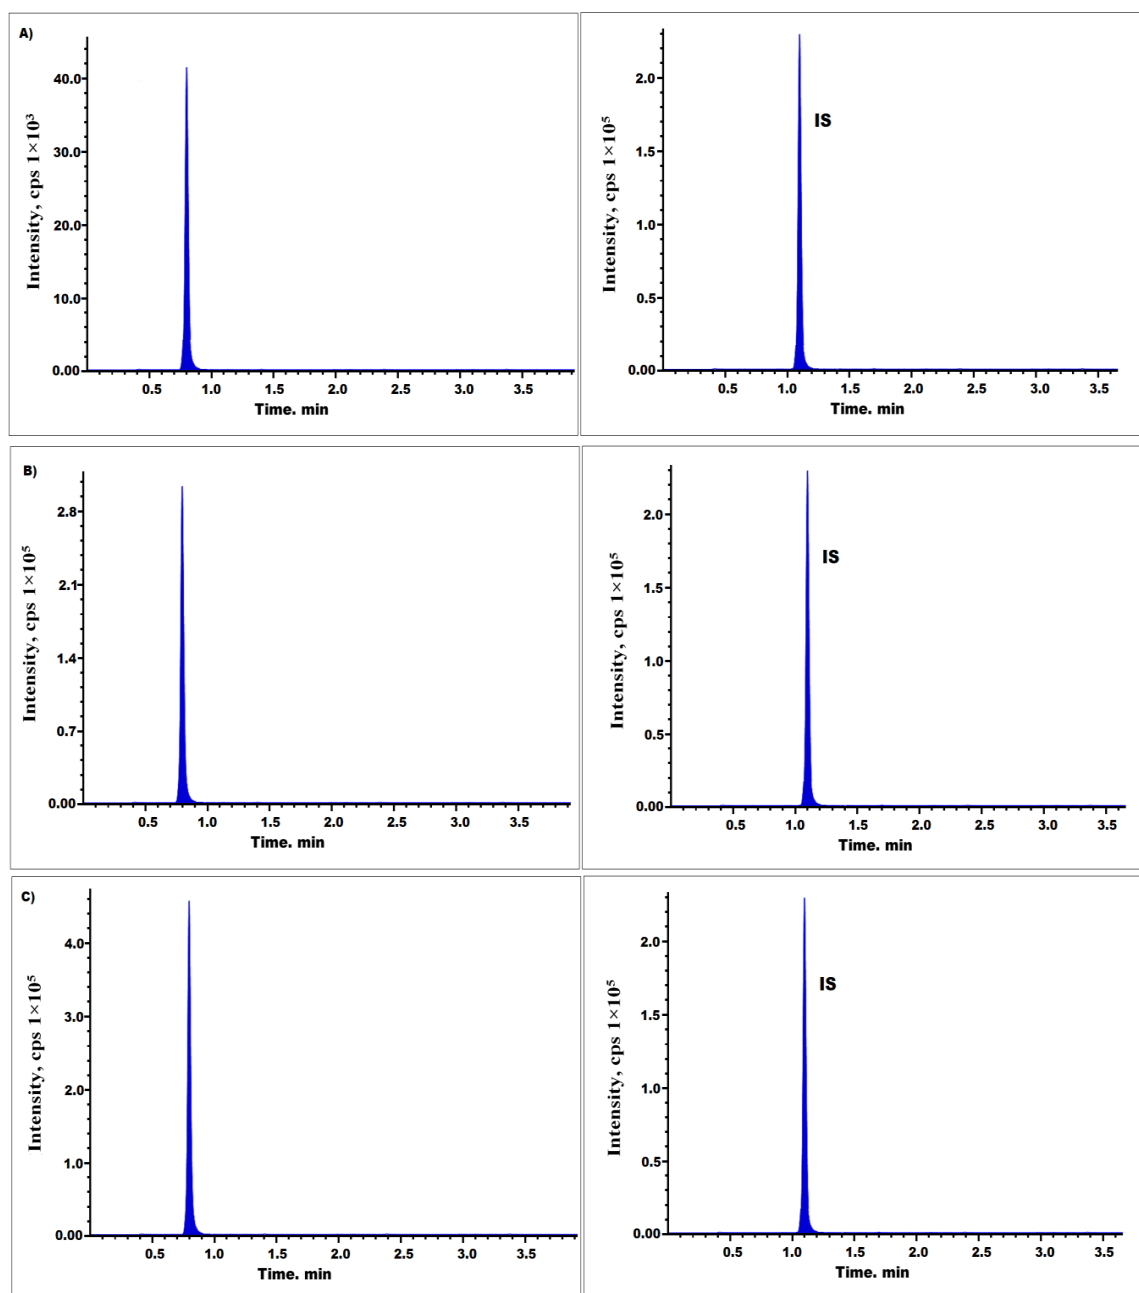 A)
Intensity, cps 1×10³
40.0
30.0
20.0
10.0
0.00
0.5 1.0 1.5 2.0 2.5 3.0 3.5
Time. min
Intensity, cps 1×10⁵
2.0
1.5
1.0
0.5
0.00
IS
0.5 1.0 1.5 2.0 2.5 3.0 3.5
Time. min
B)
Intensity, cps 1×10⁵
2.8
2.1
1.4
0.7
0.00
0.5 1.0 1.5 2.0 2.5 3.0 3.5
Time. min
Intensity, cps 1×10⁵
2.0
1.5
1.0
0.5
0.00
IS
0.5 1.0 1.5 2.0 2.5 3.0 3.5
Time. min
C)
Intensity, cps 1×10⁵
4.0
3.0
2.0
1.0
0.00
0.5 1.0 1.5 2.0 2.5 3.0 3.5
Time. min
Intensity, cps 1×10⁵
2.0
1.5
1.0
0.5
0.00
IS
0.5 1.0 1.5 2.0 2.5 3.0 3.5
Time. min